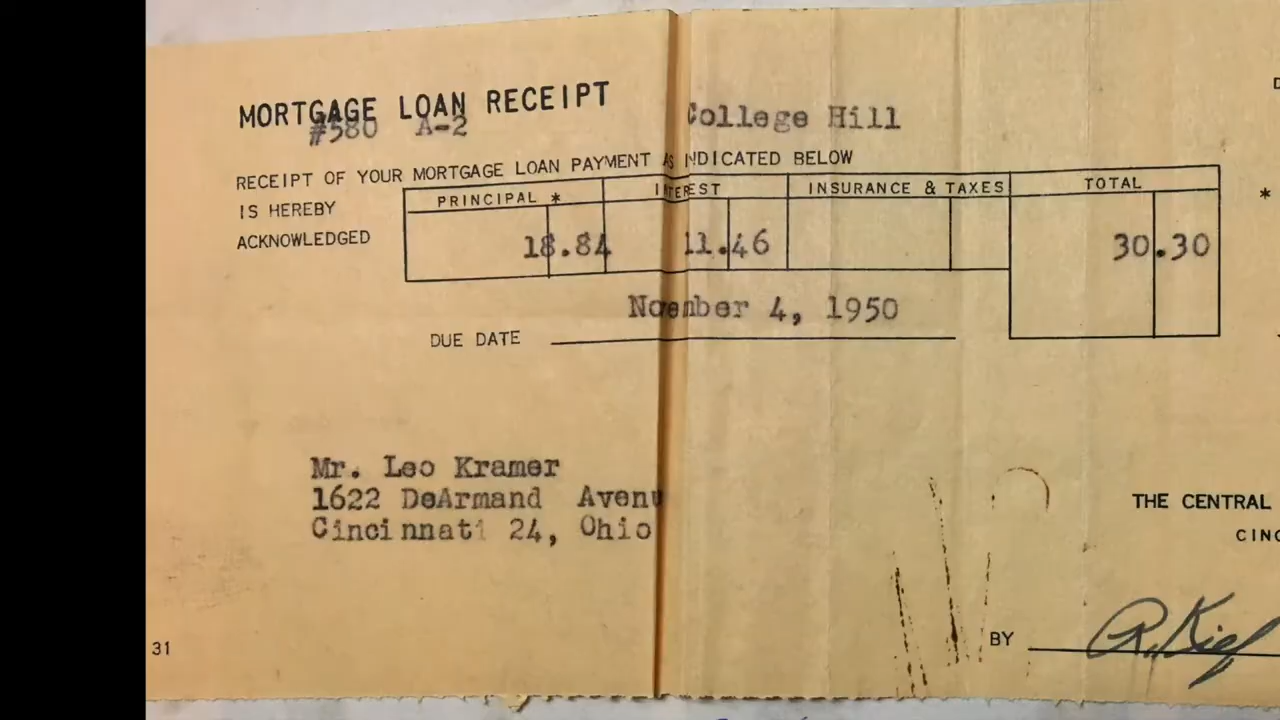 MORTGAGE LOAN RECEIPT
#580 A-2
College Hill
RECEIPT OF YOUR MORTGAGE LOAN PAYMENT AS INDICATED BELOW
IS HEREBY
ACKNOWLEDGED
PRINCIPAL * INTEREST INSURANCE & TAXES TOTAL
*
18.84 11.46 30.30
November 4, 1950
DUE DATE
Mr. Leo Kramer
1622 DeArmand Avenu
Cincinnati 24, Ohio
THE CENTRAL
CINC
BY
31